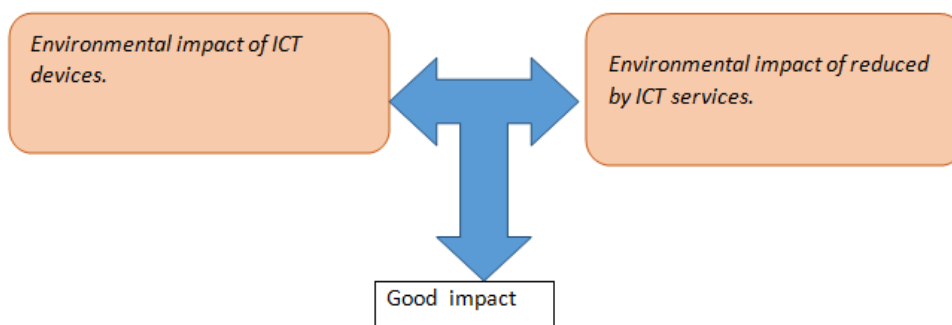 Environmental impact of ICT
devices.
Environmental impact of reduced
by ICT services.
Good impact